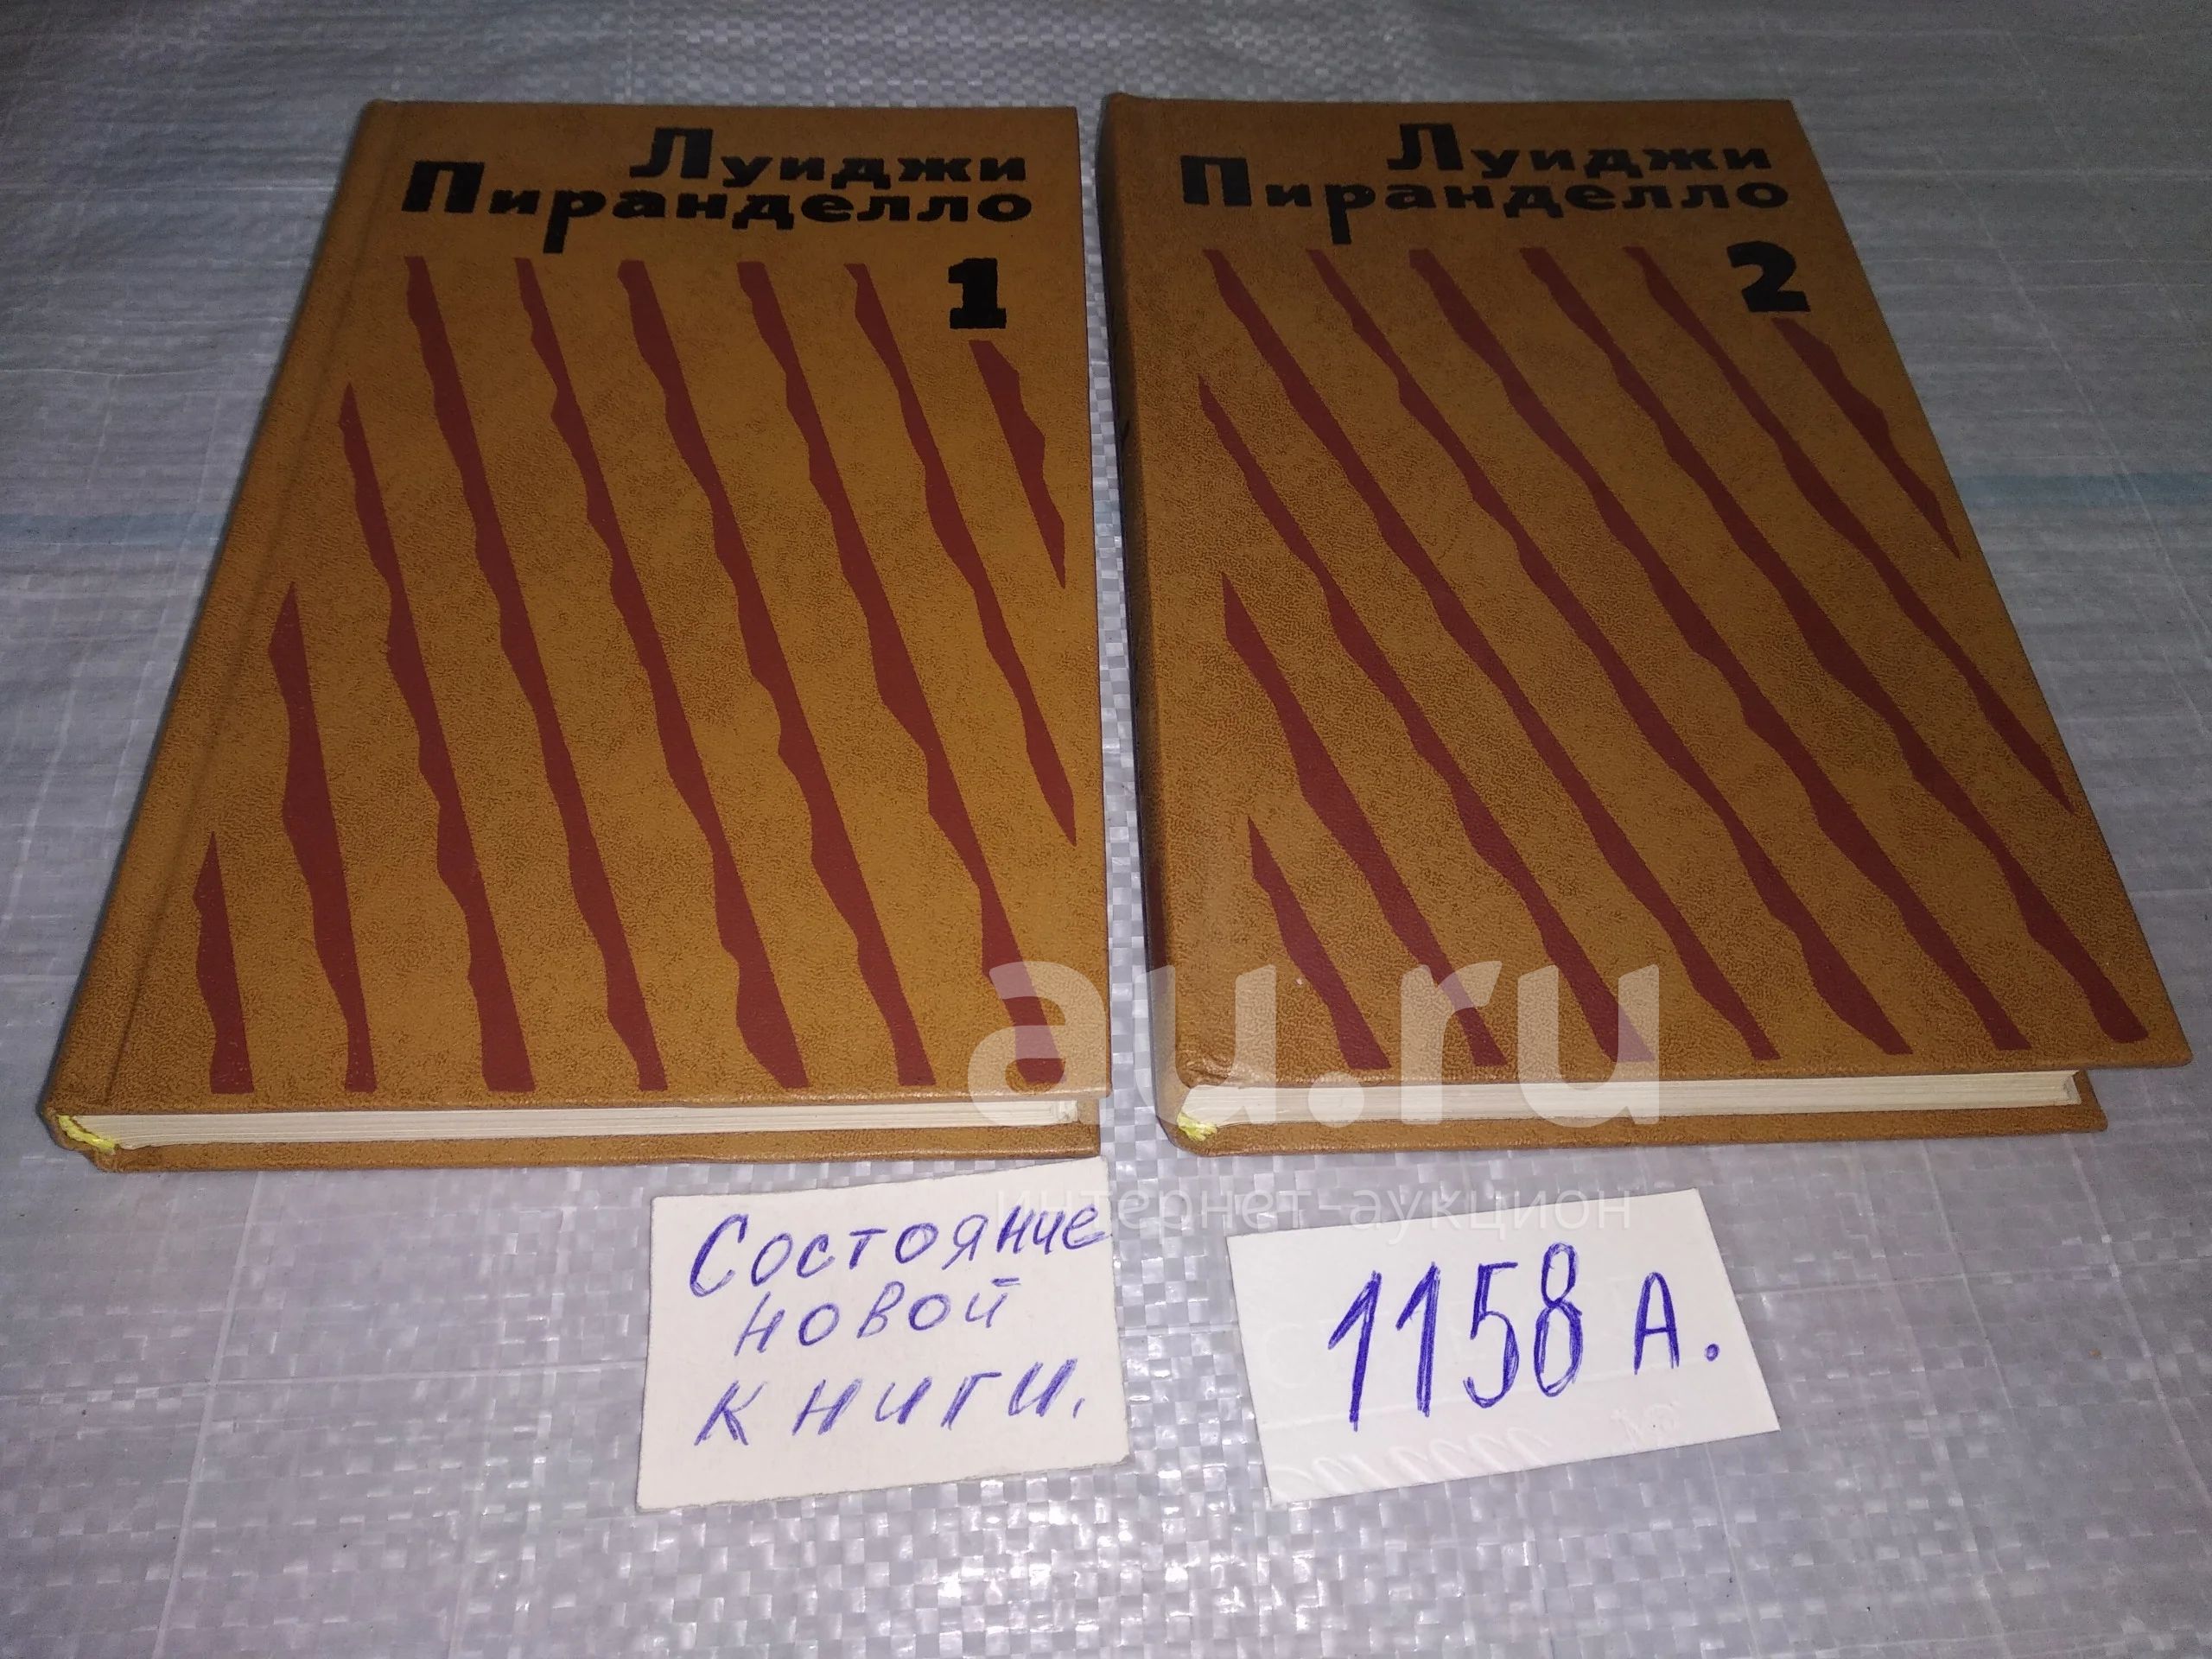 Луиджи
Пиранделло
1
Луиджи
Пиранделло
2
au.ru
интернет-аукцион
Состояние
новой
книги.
1158 А.